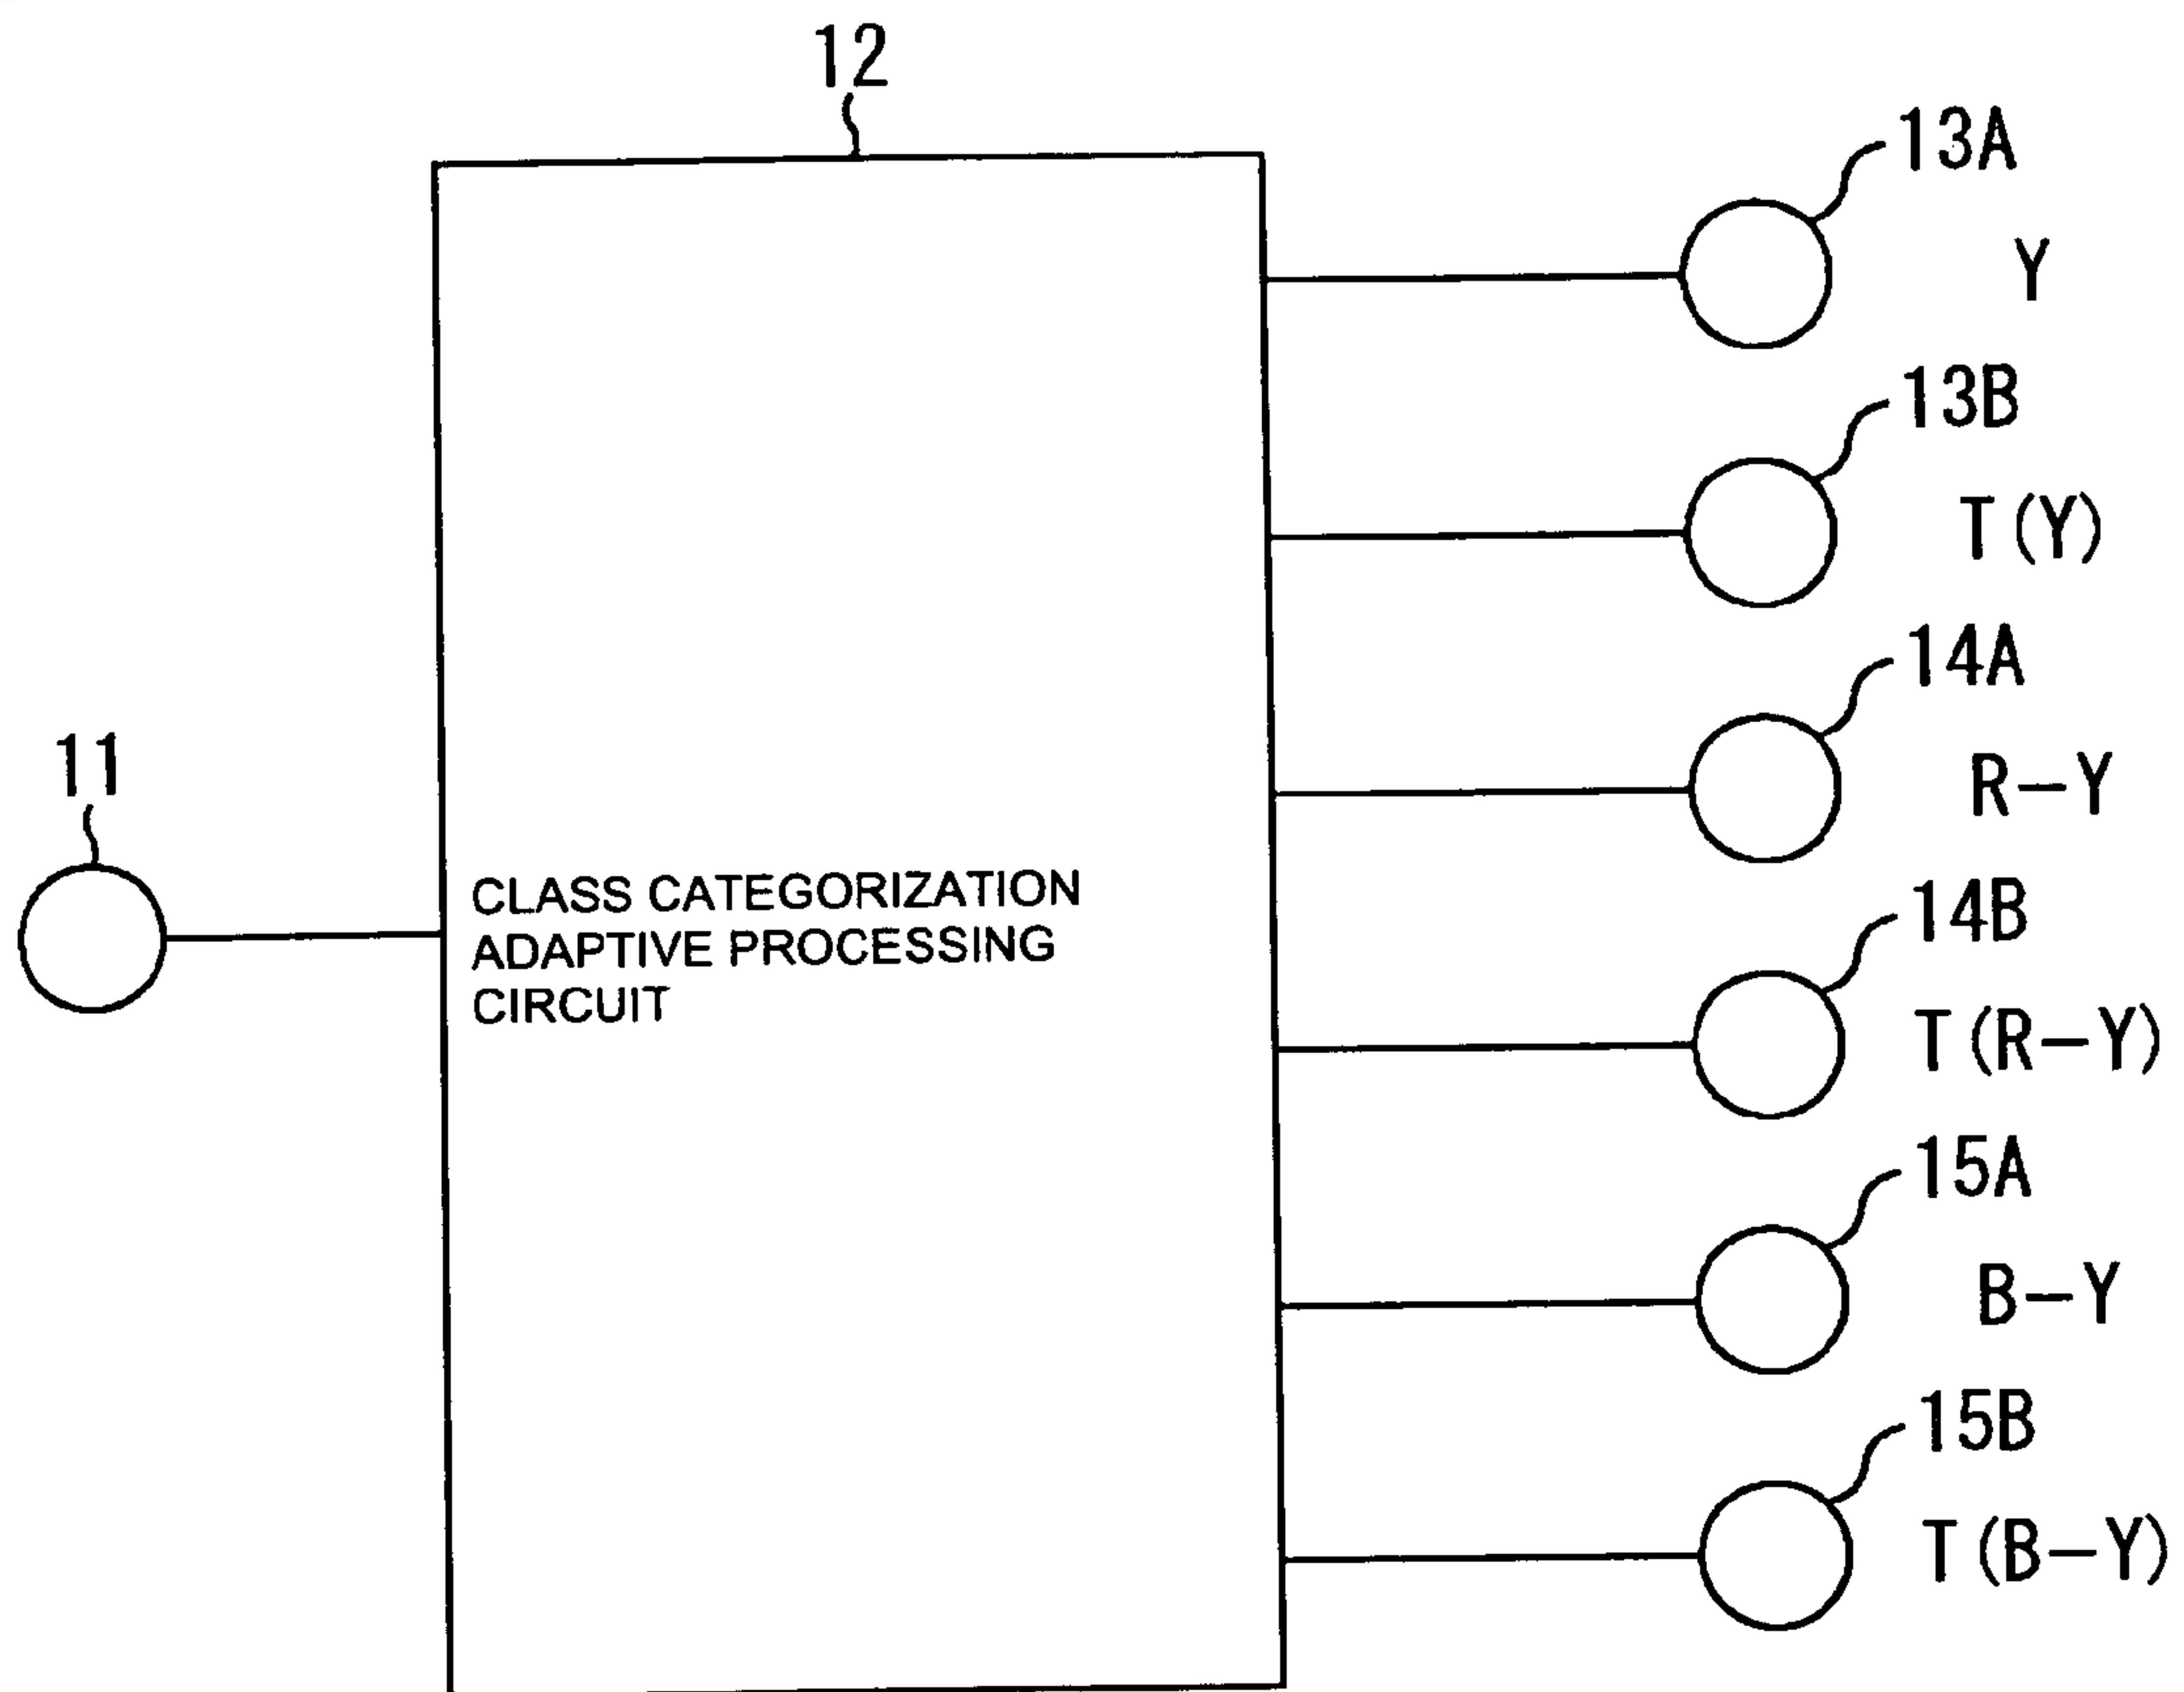 12
13A
Y
13B
T(Y)
14A
R-Y
11
CLASS CATEGORIZATION
ADAPTIVE PROCESSING
CIRCUIT
14B
T(R-Y)
15A
B-Y
15B
T(B-Y)